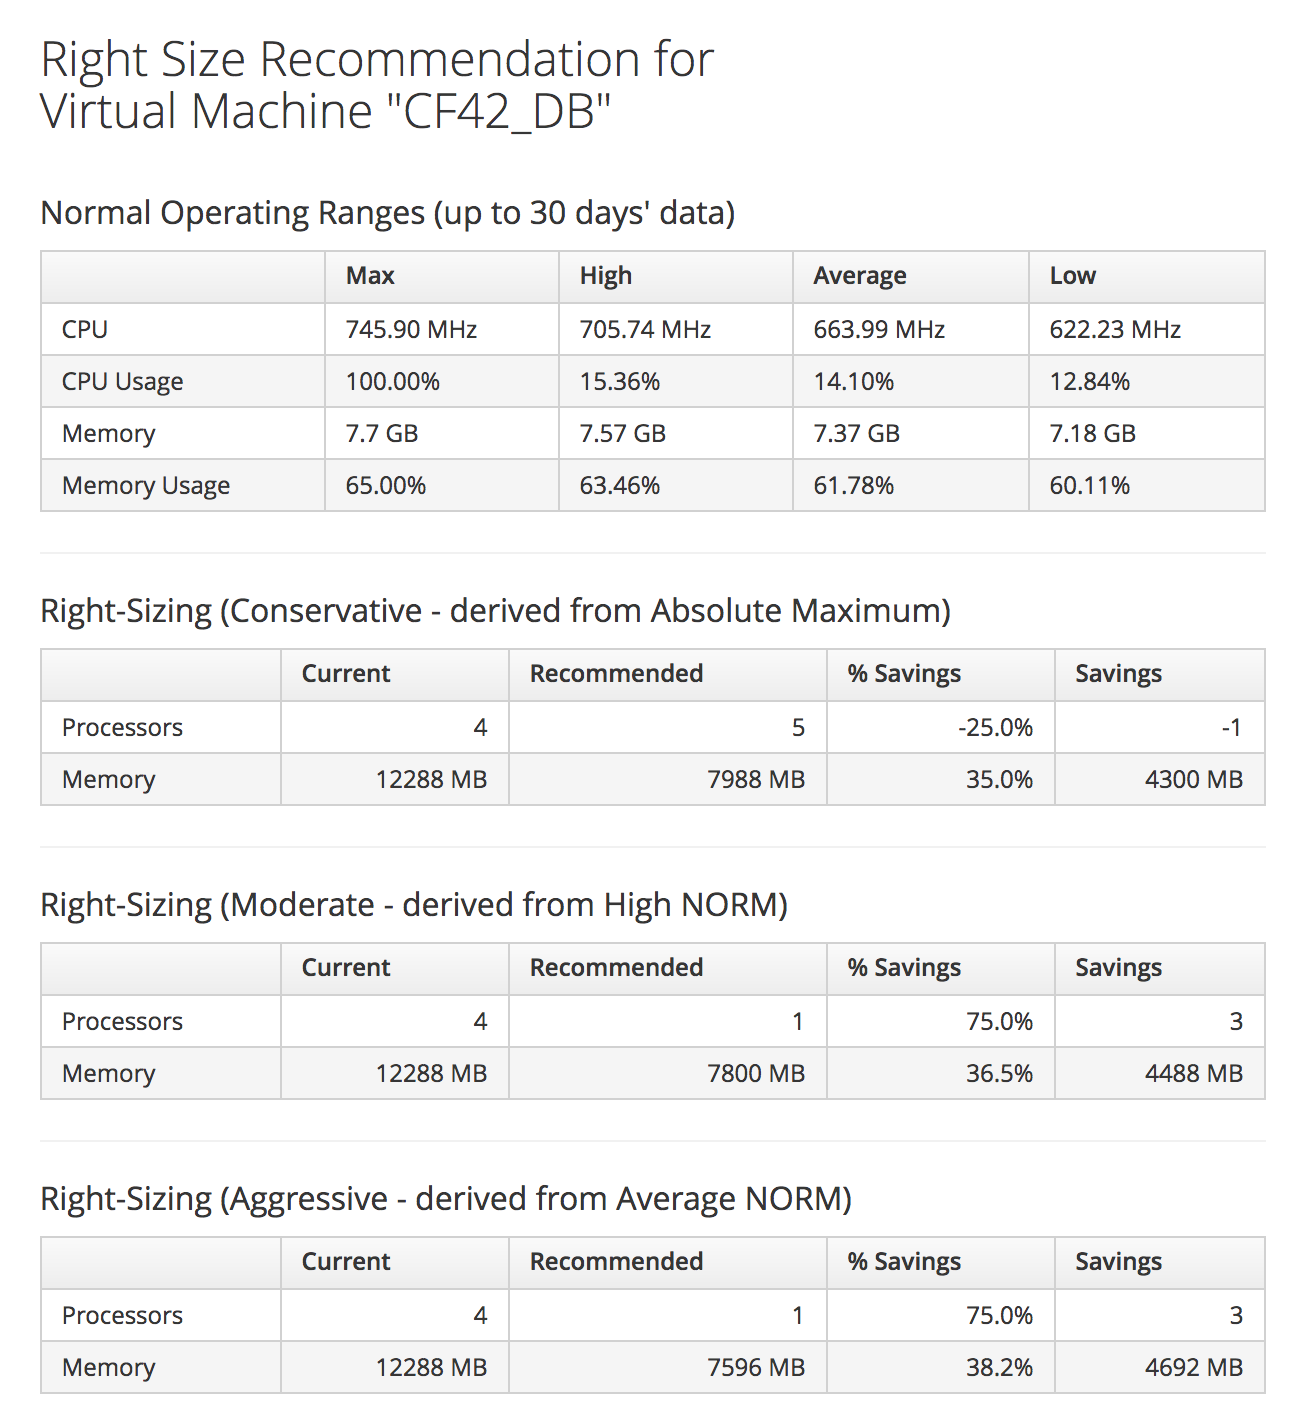 Right Size Recommendation for
Virtual Machine "CF42_DB"
Normal Operating Ranges (up to 30 days' data)
Max High Average Low
CPU 745.90 MHz 705.74 MHz 663.99 MHz 622.23 MHz
CPU Usage 100.00% 15.36% 14.10% 12.84%
Memory 7.7 GB 7.57 GB 7.37 GB 7.18 GB
Memory Usage 65.00% 63.46% 61.78% 60.11%
Right-Sizing (Conservative - derived from Absolute Maximum)
Current Recommended % Savings Savings
Processors 4 5 -25.0% -1
Memory 12288 MB 7988 MB 35.0% 4300 MB
Right-Sizing (Moderate - derived from High NORM)
Current Recommended % Savings Savings
Processors 4 1 75.0% 3
Memory 12288 MB 7800 MB 36.5% 4488 MB
Right-Sizing (Aggressive - derived from Average NORM)
Current Recommended % Savings Savings
Processors 4 1 75.0% 3
Memory 12288 MB 7596 MB 38.2% 4692 MB